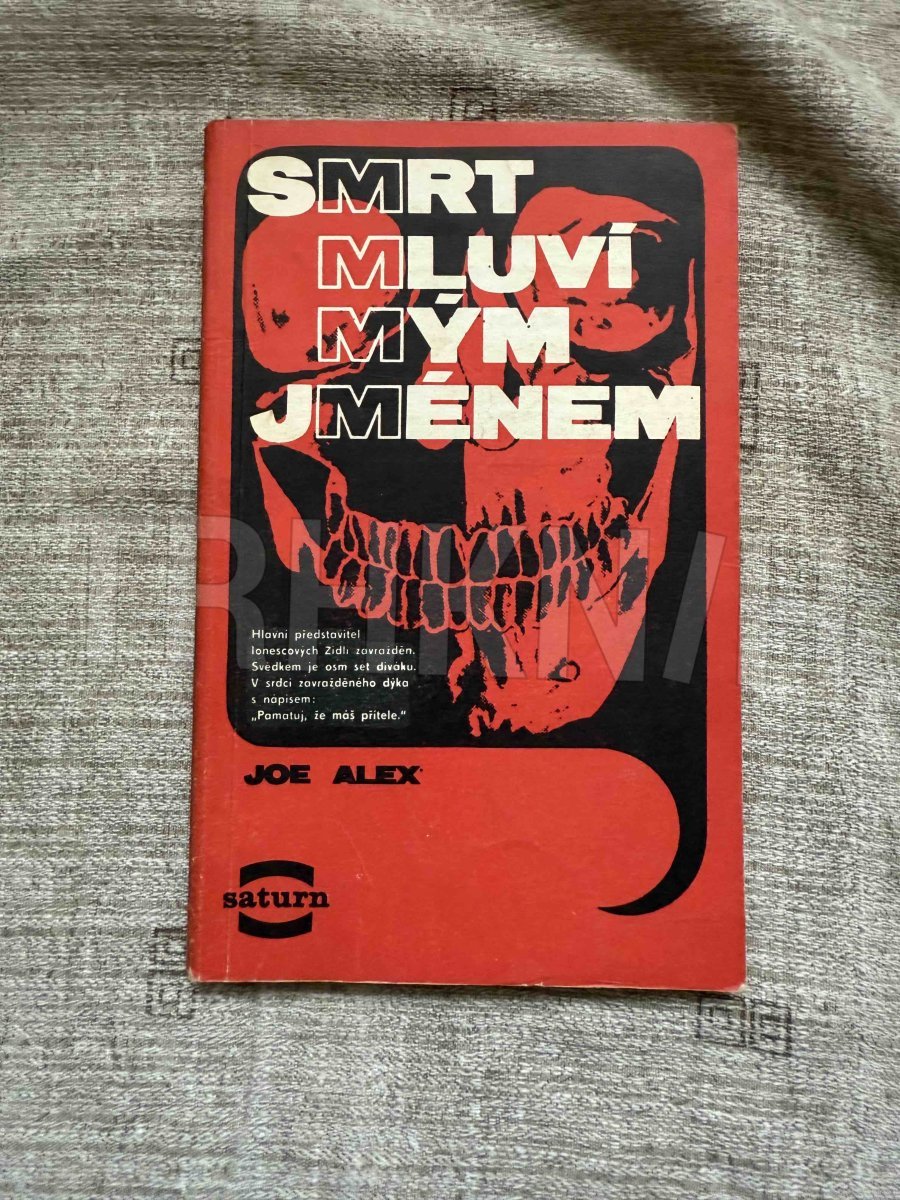 SMRT
MLUVÍ
MÝM
JMÉNEM
Hlavní představitel
Ionescových Židlí zavražděn.
Svědkem je osm set diváků.
V srdci zavražděného dýka
s nápisem:
„Pamatuj, že máš přítele.“
JOE ALEX
saturn
TRHKNI